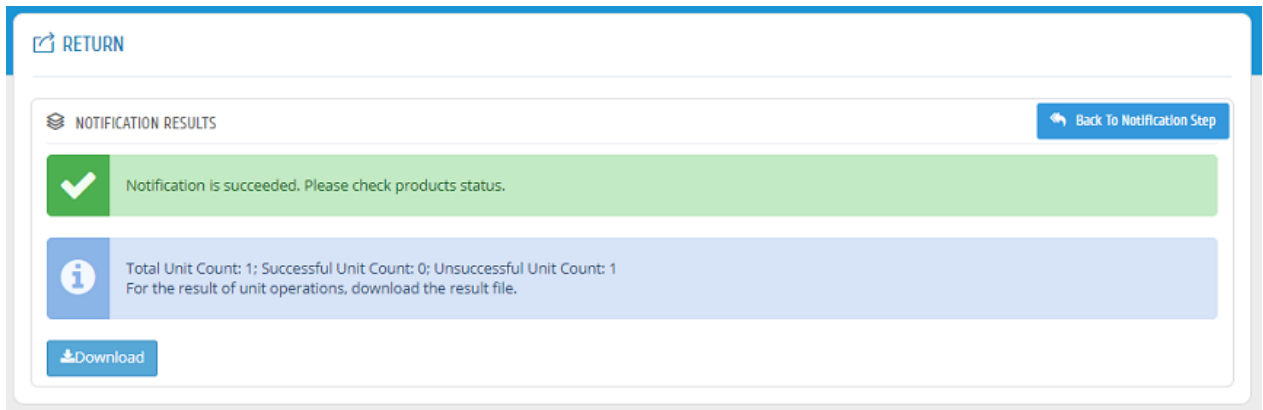 RETURN
NOTIFICATION RESULTS
Back To Notification Step
Notification is succeeded. Please check products status.
Total Unit Count: 1; Successful Unit Count: 0; Unsuccessful Unit Count: 1
For the result of unit operations, download the result file.
Download